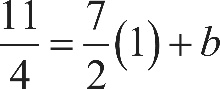 11/4 = 7/2(1) + b